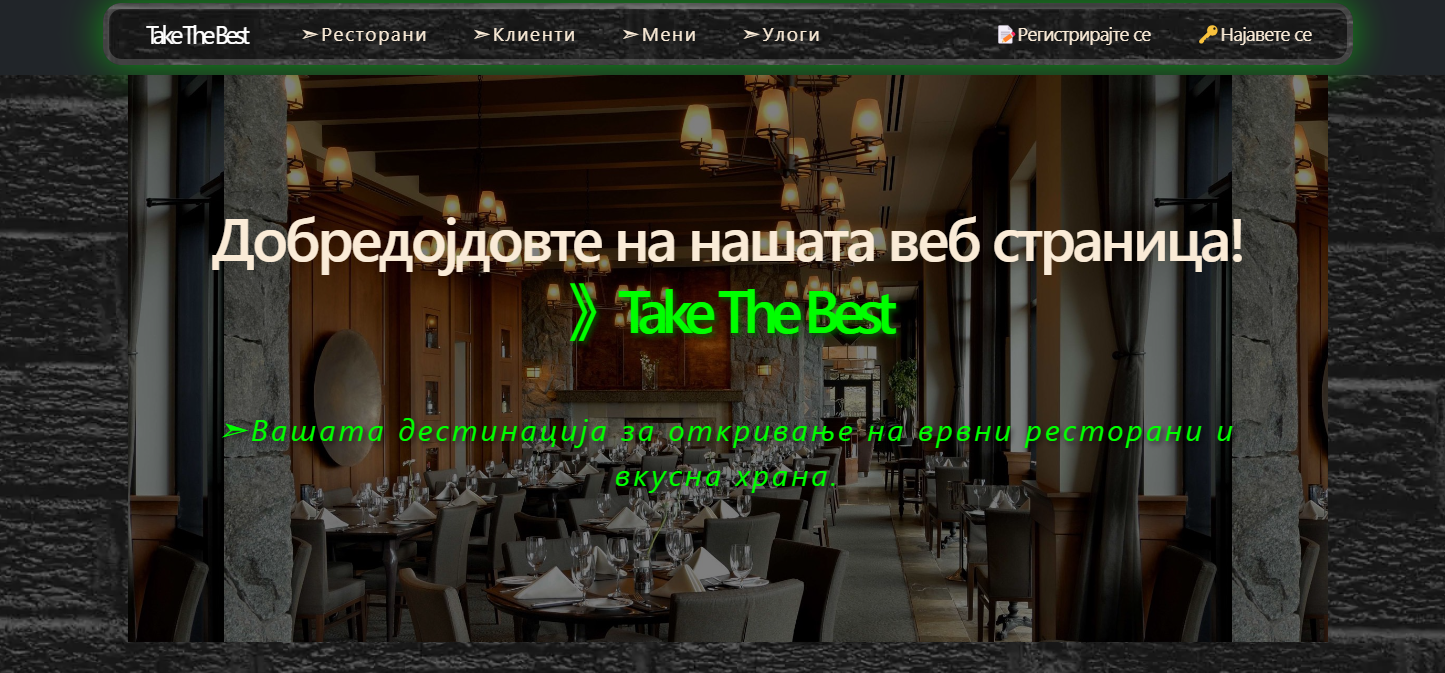 Take The Best ➣Ресторани ➣Клиенти ➣Мени ➣Улоги 📝Регистрирајте се 🔑Најавете се
Добредојдовте на нашата веб страница!
⟫ Take The Best
➣Вашата дестинација за откривање на врвни ресторани и
вкусна храна.